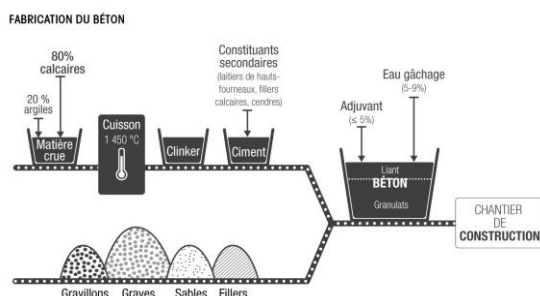 FABRICATION DU BÉTON
80%
calcaires
20 %
argiles
Matière
crue
Cuisson
1 450 °C
Clinker
Constituants
secondaires
(laitiers de hauts-
fourneaux, fillers
calcaires, cendres)
Ciment
Eau gâchage
(5-9%)
Adjuvant
(≤ 5%)
Liant
BÉTON
Granulats
CHANTIER
DE
CONSTRUCTION
Gravillons Graves Sables Fillers